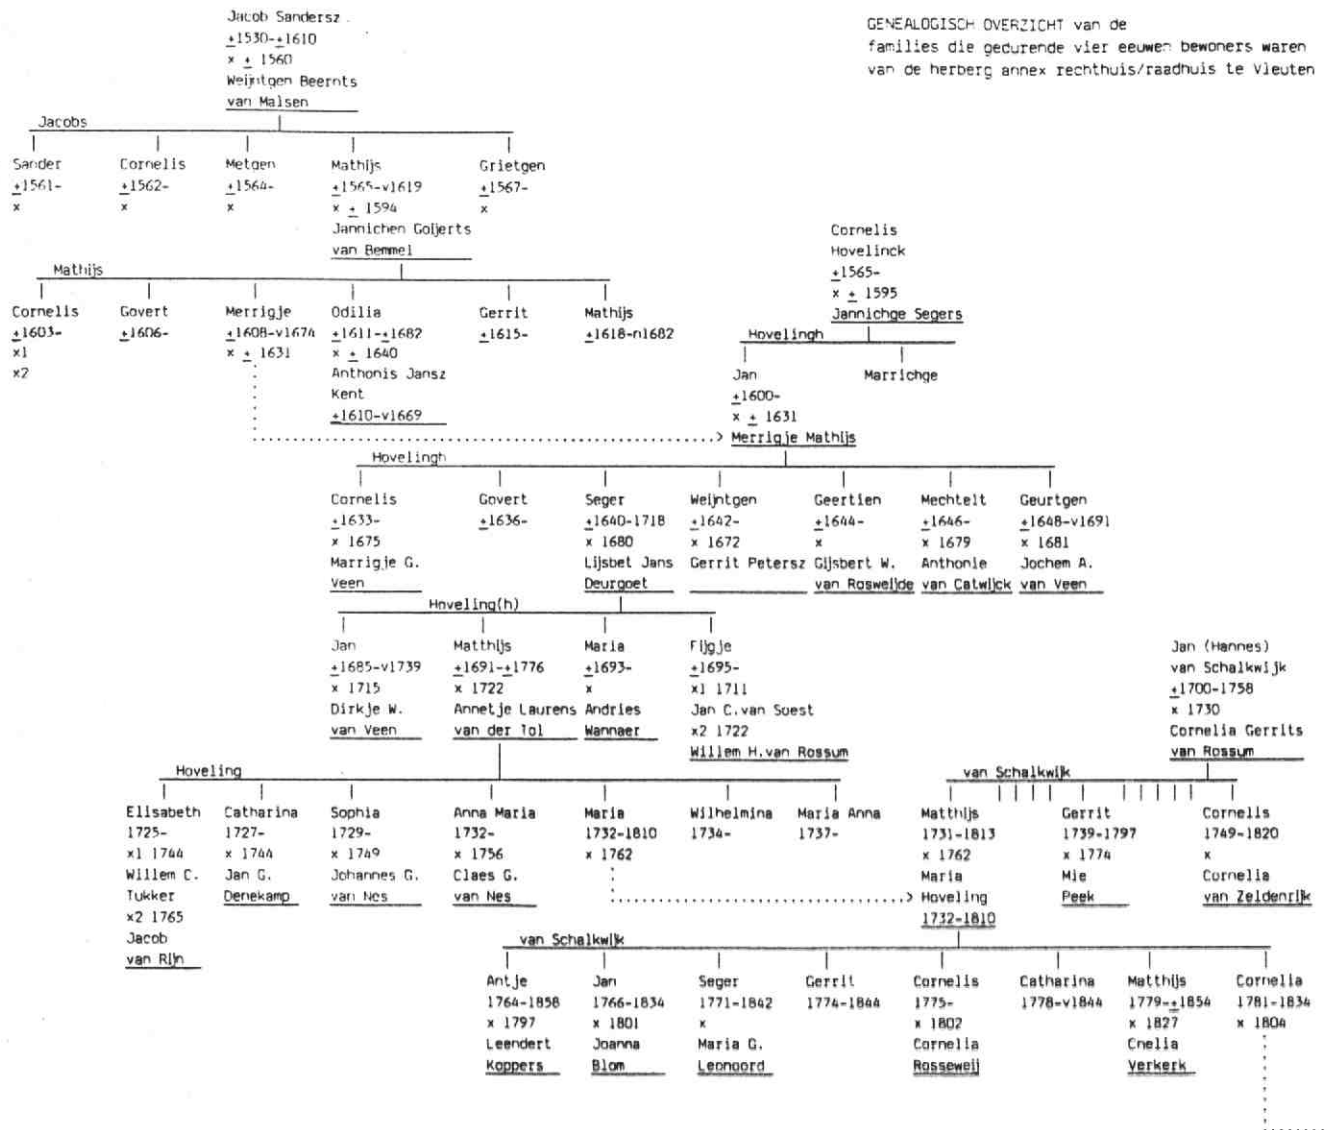 Jacob Sandersz.
±1530-±1610
x ± 1560
Weijntgen Beernts
van Malsen
GENEALOGISCH OVERZICHT van de
families die gedurende vier eeuwen bewoners waren
van de herberg annex rechthuis/raadhuis te Vleuten
Jacobs
Sander
±1561-
x
Cornelis
±1562-
x
Metgen
±1564-
x
Mathijs
±1565-v1619
x ± 1594
Jannichen Goijerts
van Bemmel
Grietgen
±1567-
x
Cornelis
Hovelinck
±1565-
x ± 1595
Jannichge Segers
Mathijs
Cornelis
±1603-
x1
x2
Govert
±1606-
Merrigje
±1608-v1674
x ± 1631
Odilia
±1611-±1682
x ± 1640
Anthonis Jansz
Kent
±1610-v1669
Gerrit
±1615-
Mathijs
±1618-n1682
Hovelingh
Jan
±1600-
x ± 1631
Merrigje Mathijs
Marrichge
Hovelingh
Cornelis
±1633-
x 1675
Marrigje G.
Veen
Govert
±1636-
Seger
±1640-1718
x 1680
Lijsbet Jans
Deurgoet
Weijntgen
±1642-
x 1672
Gerrit Petersz
Geertien
±1644-
x
Gijsbert W.
van Rosweijde
Mechtelt
±1646-
x 1679
Anthonie
van Catwijck
Geurtgen
±1648-v1691
x 1681
Jochem A.
van Veen
Hoveling(h)
Jan
±1685-v1739
x 1715
Dirkje W.
van Veen
Matthijs
±1691-±1776
x 1722
Annetje Laurens
van der Tol
Maria
±1693-
x
Andries
Wannaer
Fijgje
±1695-
x1 1711
Jan C.van Soest
x2 1722
Willem H.van Rossum
Jan (Hannes)
van Schalkwijk
±1700-1758
x 1730
Cornelia Gerrits
van Rossum
Hoveling
Elisabeth
1725-
x1 1744
Willem C.
Tukker
x2 1765
Jacob
van Rijn
Catharina
1727-
x 1744
Jan G.
Denekamp
Sophia
1729-
x 1749
Johannes G.
van Nes
Anna Maria
1732-
x 1756
Claes G.
van Nes
Maria
1732-1810
x 1762
Wilhelmina
1734-
Maria Anna
1737-
van Schalkwijk
Matthijs
1731-1813
x 1762
Maria
Hoveling
1732-1810
Gerrit
1739-1797
x 1774
Mie
Peek
Cornelis
1749-1820
x
Cornelia
van Zeldenrijk
van Schalkwijk
Antje
1764-1858
x 1797
Leendert
Koppers
Jan
1766-1834
x 1801
Joanna
Blom
Seger
1771-1842
x
Maria G.
Leonoord
Gerrit
1774-1844
Cornelis
1775-
x 1802
Cornelia
Rosseweij
Catharina
1778-v1844
Matthijs
1779-±1854
x 1827
Cnelia
Verkerk
Cornelia
1781-1834
x 1804